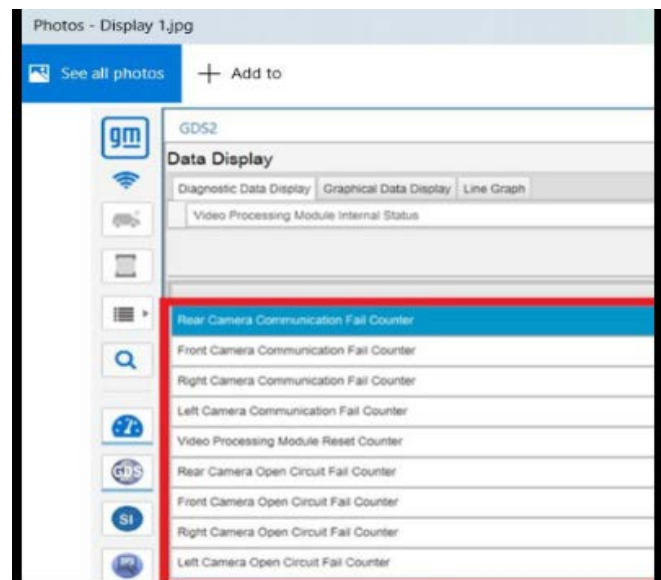 Photos - Display 1.jpg
See all photos
+ Add to
gm
GDS2
Data Display
Diagnostic Data Display
Graphical Data Display
Line Graph
Video Processing Module Internal Status
Rear Camera Communication Fail Counter
Front Camera Communication Fail Counter
Right Camera Communication Fail Counter
Left Camera Communication Fail Counter
Video Processing Module Reset Counter
Rear Camera Open Circuit Fail Counter
GDS
Front Camera Open Circuit Fail Counter
SI
Right Camera Open Circuit Fail Counter
Left Camera Open Circuit Fail Counter